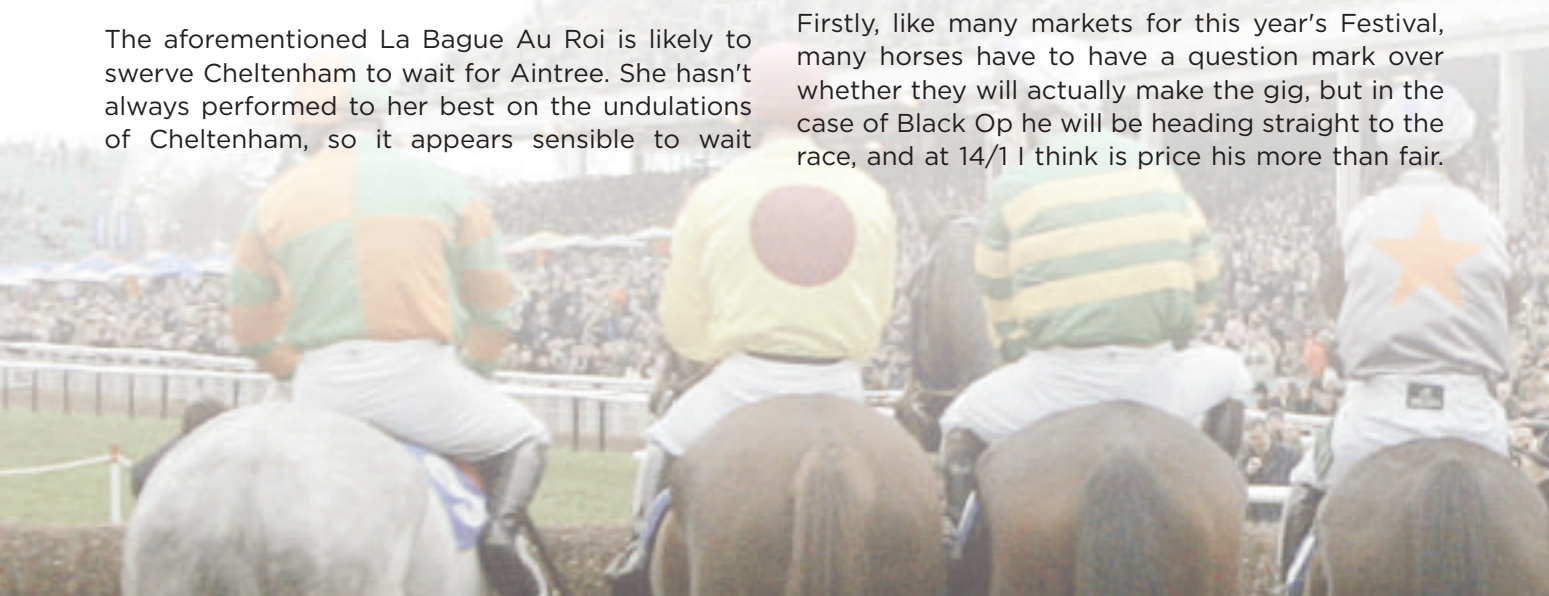 The aforementioned La Bague Au Roi is likely to
swerve Cheltenham to wait for Aintree. She hasn't
always performed to her best on the undulations
of Cheltenham, so it appears sensible to wait
Firstly, like many markets for this year's Festival,
many horses have to have a question mark over
whether they will actually make the gig, but in the
case of Black Op he will be heading straight to the
race, and at 14/1 I think is price his more than fair.